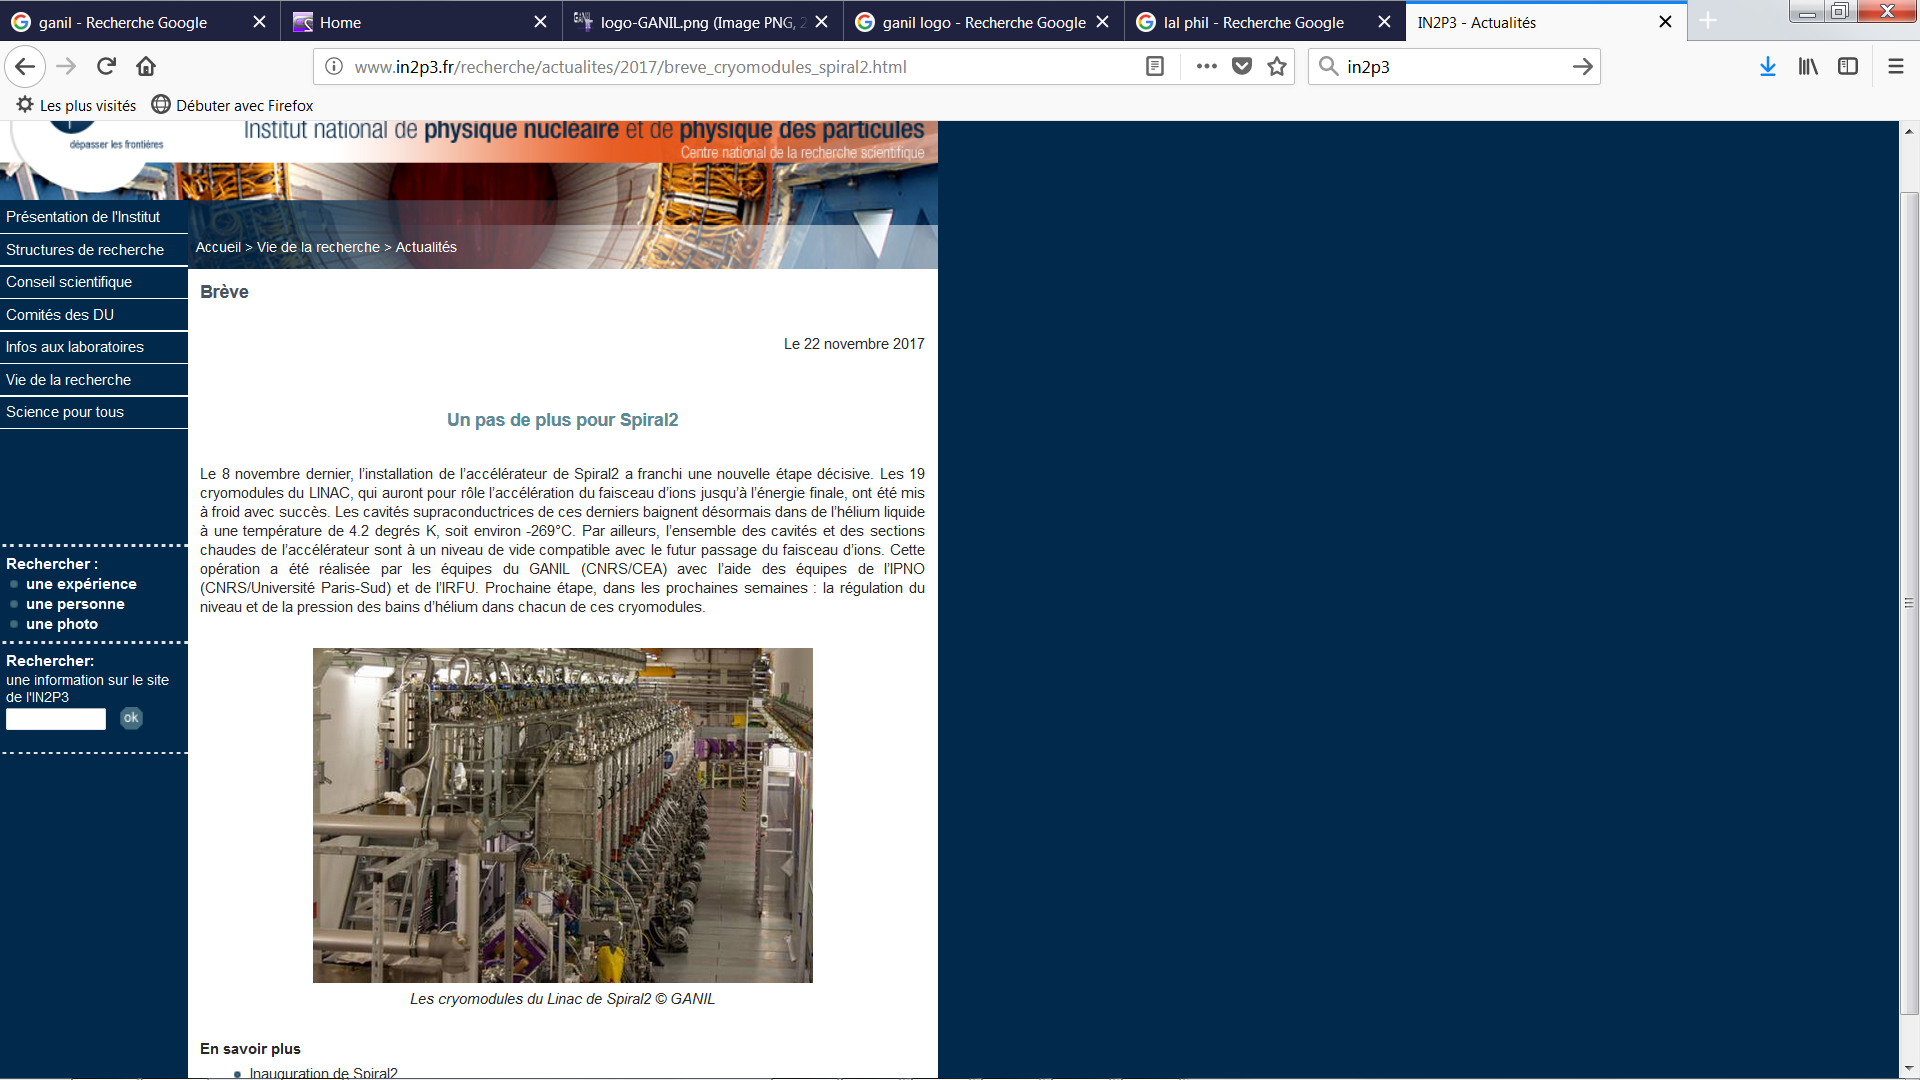 ganil - Recherche Google
Home
logo-GANIL.png (Image PNG, 2
ganil logo - Recherche Google
lal phil - Recherche Google
IN2P3 - Actualités
www.in2p3.fr/recherche/actualites/2017/breve_cryomodules_spiral2.html
in2p3
Les plus visités
Débuter avec Firefox
dépasser les frontières
Institut national de physique nucléaire et de physique des particules
Centre national de la recherche scientifique
Présentation de l'Institut
Structures de recherche
Conseil scientifique
Comités des DU
Infos aux laboratoires
Vie de la recherche
Science pour tous
Rechercher :
une expérience
une personne
une photo
Rechercher:
une information sur le site
de l'IN2P3
ok
Accueil > Vie de la recherche > Actualités
Brève
Le 22 novembre 2017
Un pas de plus pour Spiral2
Le 8 novembre dernier, l’installation de l’accélérateur de Spiral2 a franchi une nouvelle étape décisive. Les 19
cryomodules du LINAC, qui auront pour rôle l’accélération du faisceau d’ions jusqu’à l’énergie finale, ont été mis
à froid avec succès. Les cavités supraconductrices de ces derniers baignent désormais dans de l’hélium liquide
à une température de 4.2 degrés K, soit environ -269°C. Par ailleurs, l’ensemble des cavités et des sections
chaudes de l’accélérateur sont à un niveau de vide compatible avec le futur passage du faisceau d’ions. Cette
opération a été réalisée par les équipes du GANIL (CNRS/CEA) avec l’aide des équipes de l’IPNO
(CNRS/Université Paris-Sud) et de l’IRFU. Prochaine étape, dans les prochaines semaines : la régulation du
niveau et de la pression des bains d’hélium dans chacun de ces cryomodules.
Les cryomodules du Linac de Spiral2 © GANIL
En savoir plus
Inauguration de Spiral2